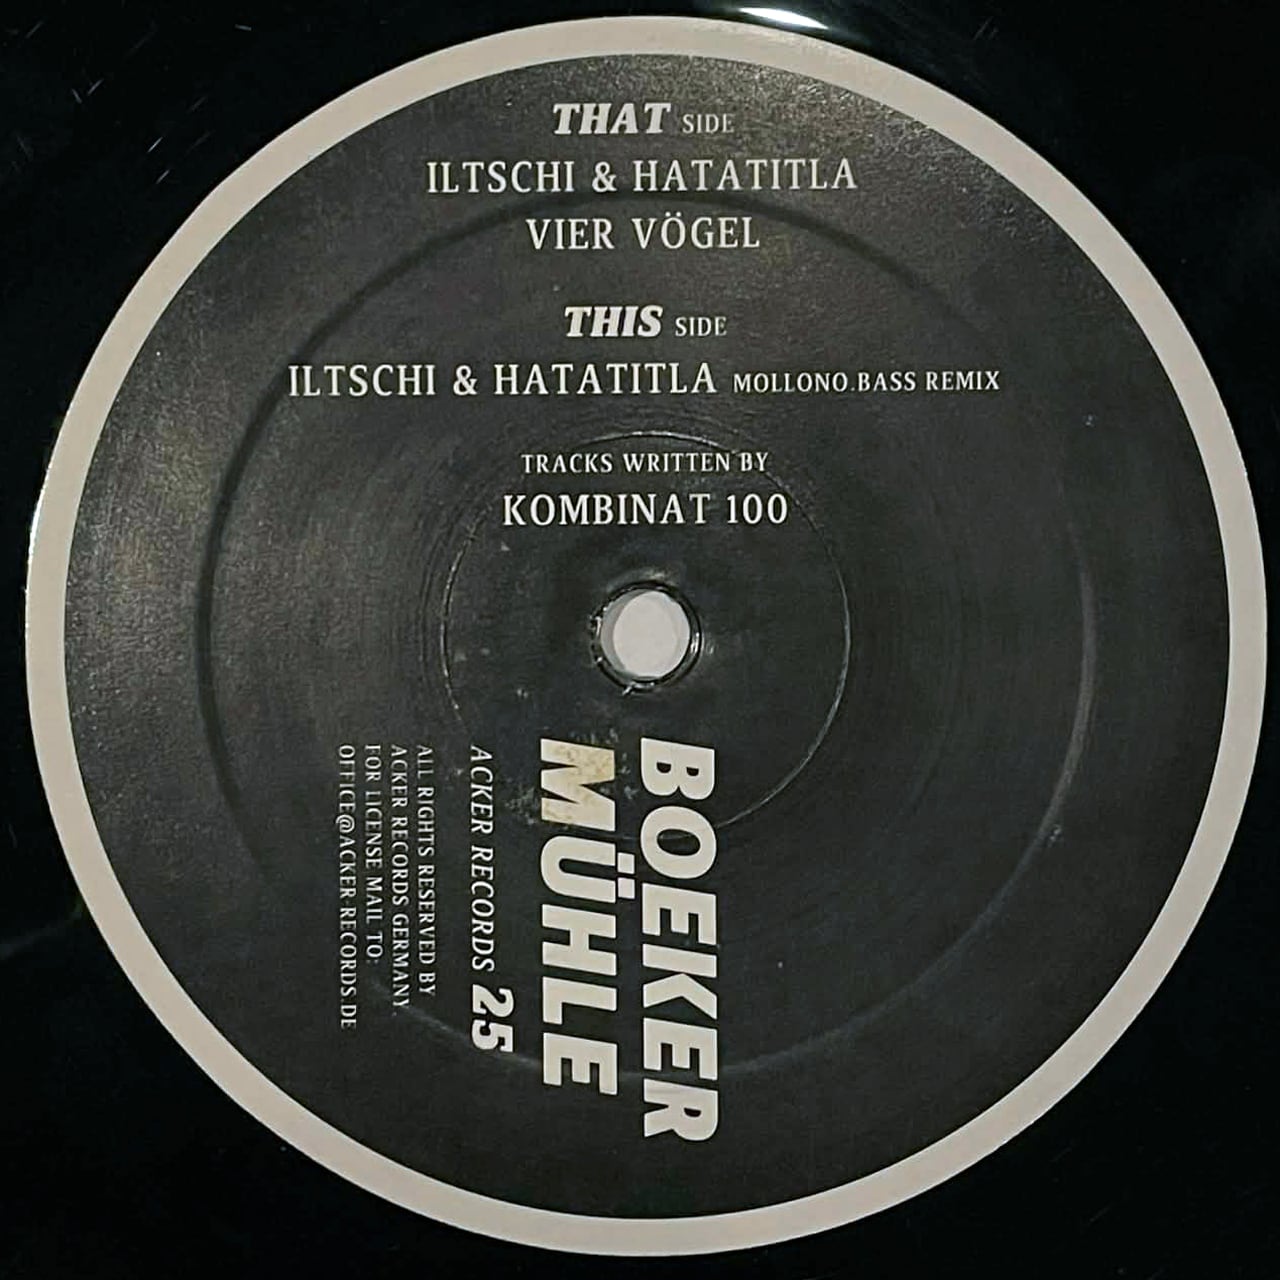 THAT SIDE
ILTSCHI & HATATITLA
VIER VÖGEL
THIS SIDE
ILTSCHI & HATATITLA MOLLONO.BASS REMIX
TRACKS WRITTEN BY
KOMBINAT 100
BOEKER
MÜHLE
ACKER RECORDS 25
ALL RIGHTS RESERVED BY
ACKER RECORDS GERMANY.
FOR LICENSE MAIL TO:
OFFICE@ACKER-RECORDS.DE